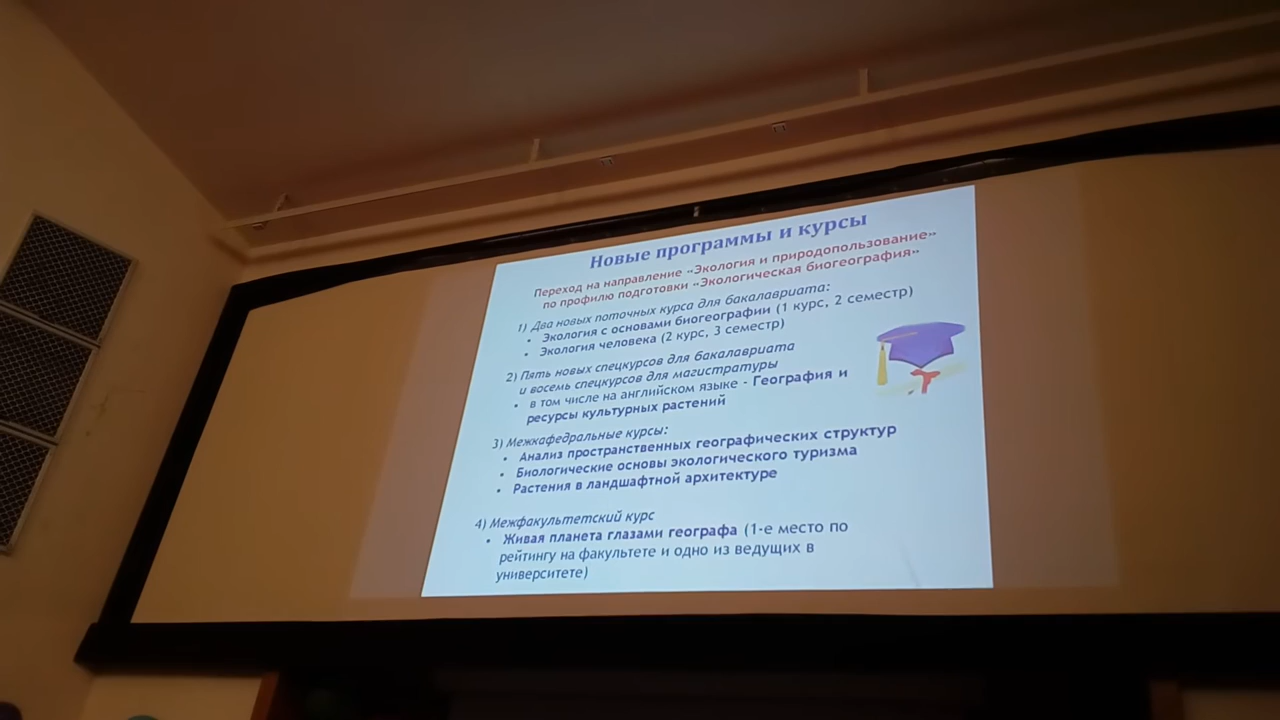 Новые программы и курсы
Переход на направление «Экология и природопользование»
по профилю подготовки «Экологическая биогеография»
1) Два новых поточных курса для бакалавриата:
• Экология с основами биогеографии (1 курс, 2 семестр)
• Экология человека (2 курс, 3 семестр)
2) Пять новых спецкурсов для бакалавриата
и восемь спецкурсов для магистратуры
• в том числе на английском языке - География и
ресурсы культурных растений
3) Межкафедральные курсы:
• Анализ пространственных географических структур
• Биологические основы экологического туризма
• Растения в ландшафтной архитектуре
4) Межфакультетский курс
• Живая планета глазами географа (1-е место по
рейтингу на факультете и одно из ведущих в
университете)